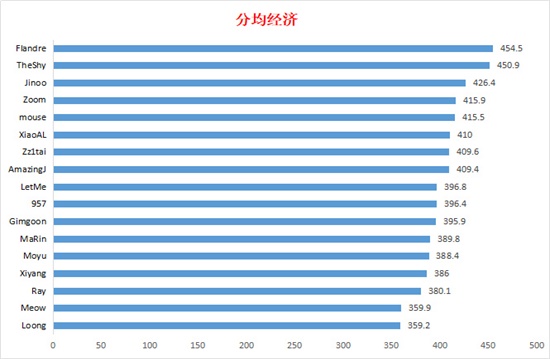 分均经济
Flandre 454.5
TheShy 450.9
Jinoo 426.4
Zoom 415.9
mouse 415.5
XiaoAL 410
Zz1tai 409.6
AmazingJ 409.4
LetMe 396.8
957 396.4
Gimgoon 395.9
MaRin 389.8
Moyu 388.4
Xiyang 386
Ray 380.1
Meow 359.9
Loong 359.2
0 50 100 150 200 250 300 350 400 450 500